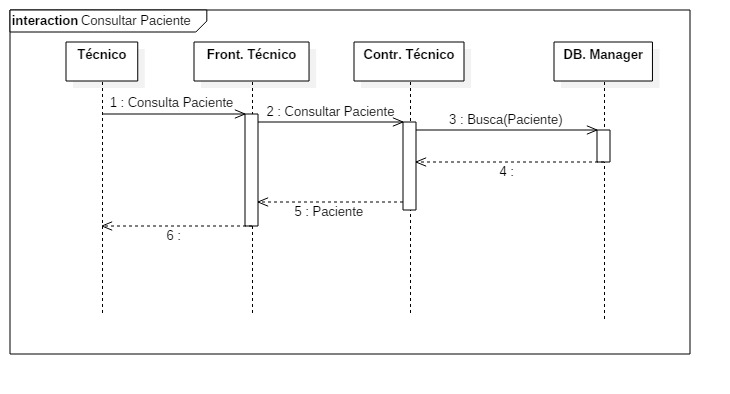 interaction Consultar Paciente
Técnico
Front. Técnico
Contr. Técnico
DB. Manager
1 : Consulta Paciente
2 : Consultar Paciente
3 : Busca(Paciente)
4 :
5 : Paciente
6 :